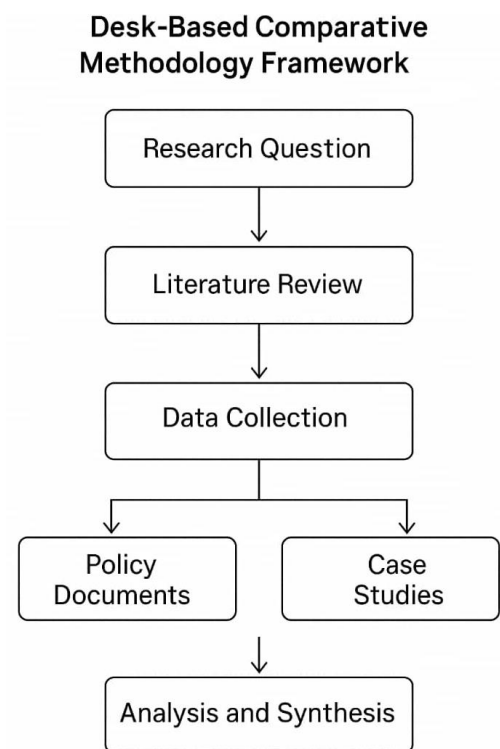 Desk-Based Comparative
Methodology Framework
Research Question
Literature Review
Data Collection
Policy
Documents
Case
Studies
Analysis and Synthesis